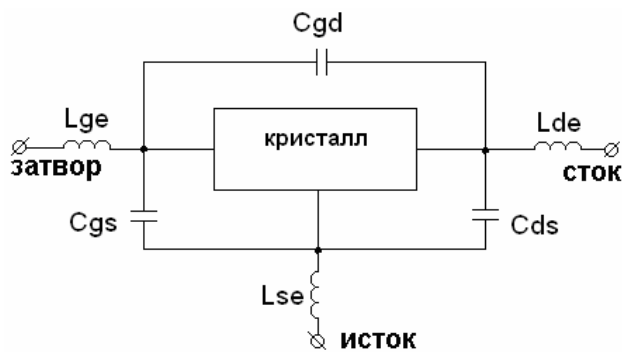 Cgd
Lge
кристалл
Lde
затвор
сток
Cgs
Cds
Lse
исток